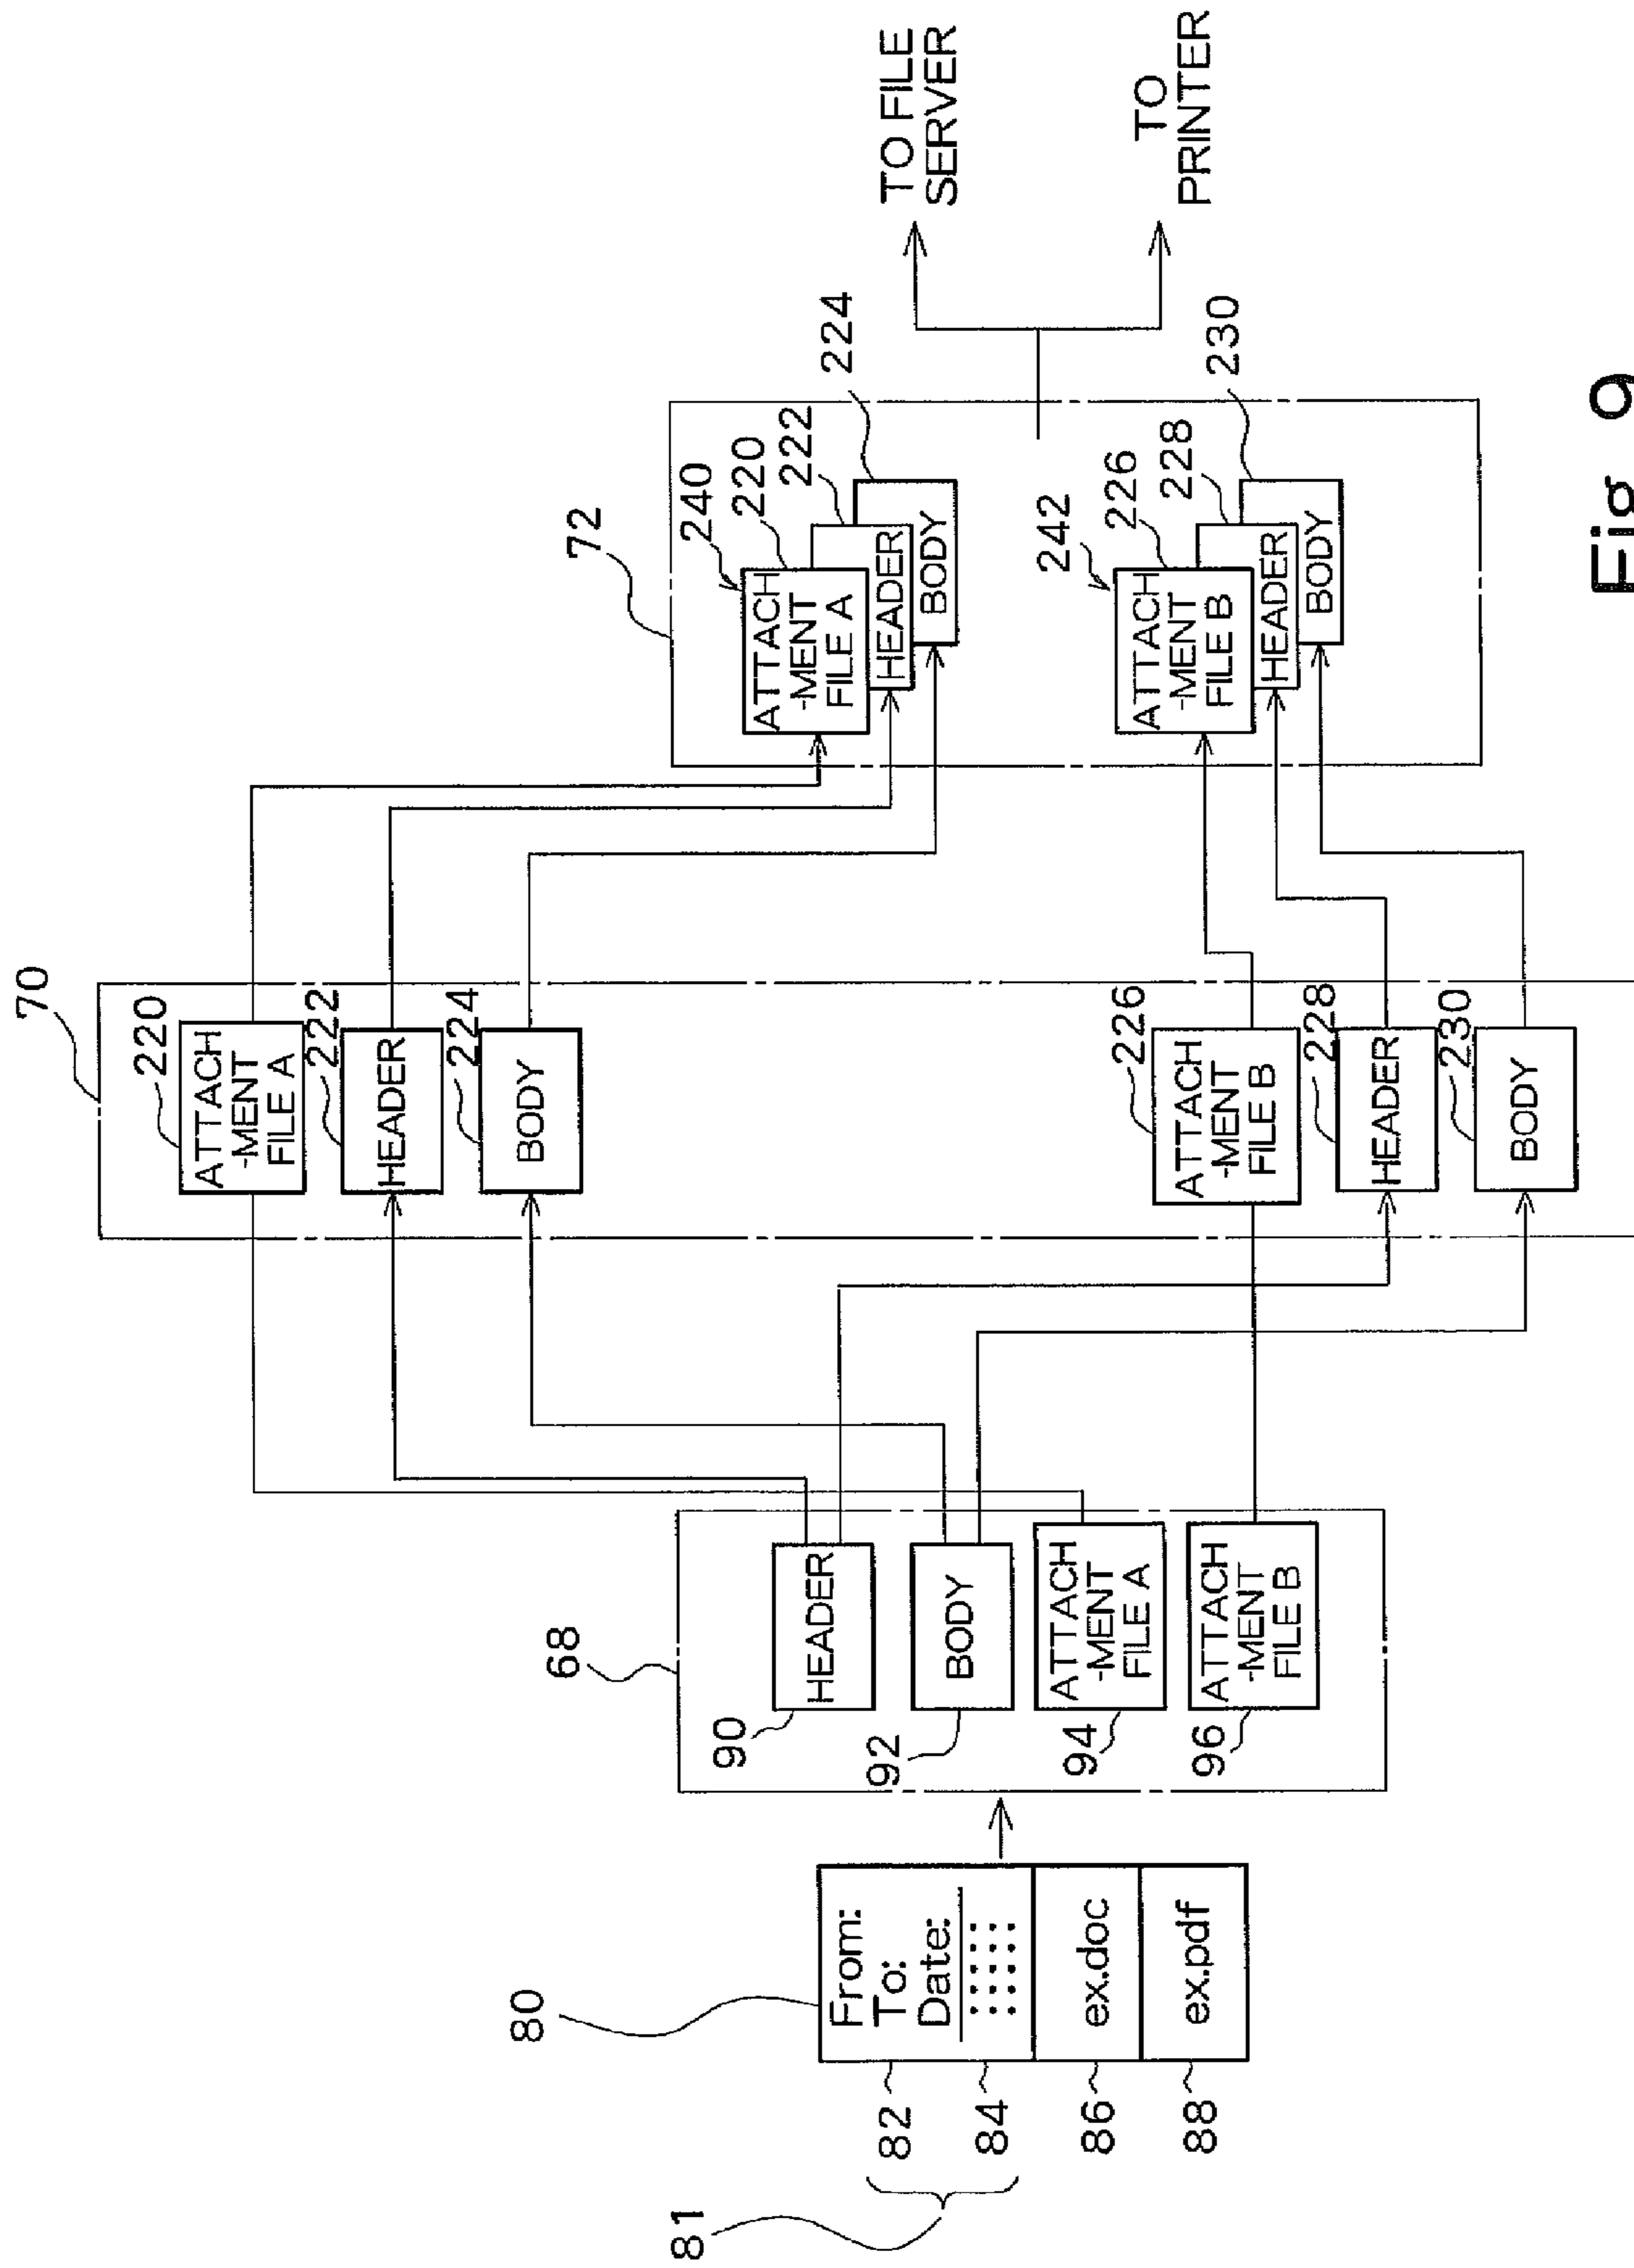 81
82
84
86
88
80
From:
To:
Date:
ex.doc
ex.pdf
68
90
HEADER
92
BODY
94
ATTACH
-MENT
FILE A
96
ATTACH
-MENT
FILE B
70
220
ATTACH
-MENT
FILE A
222
HEADER
224
BODY
226
ATTACH
-MENT
FILE B
228
HEADER
230
BODY
72
240
220
222
224
ATTACH
-MENT
FILE A
HEADER
BODY
242
226
228
230
ATTACH
-MENT
FILE B
HEADER
BODY
TO FILE
SERVER
TO
PRINTER
Fig. 9